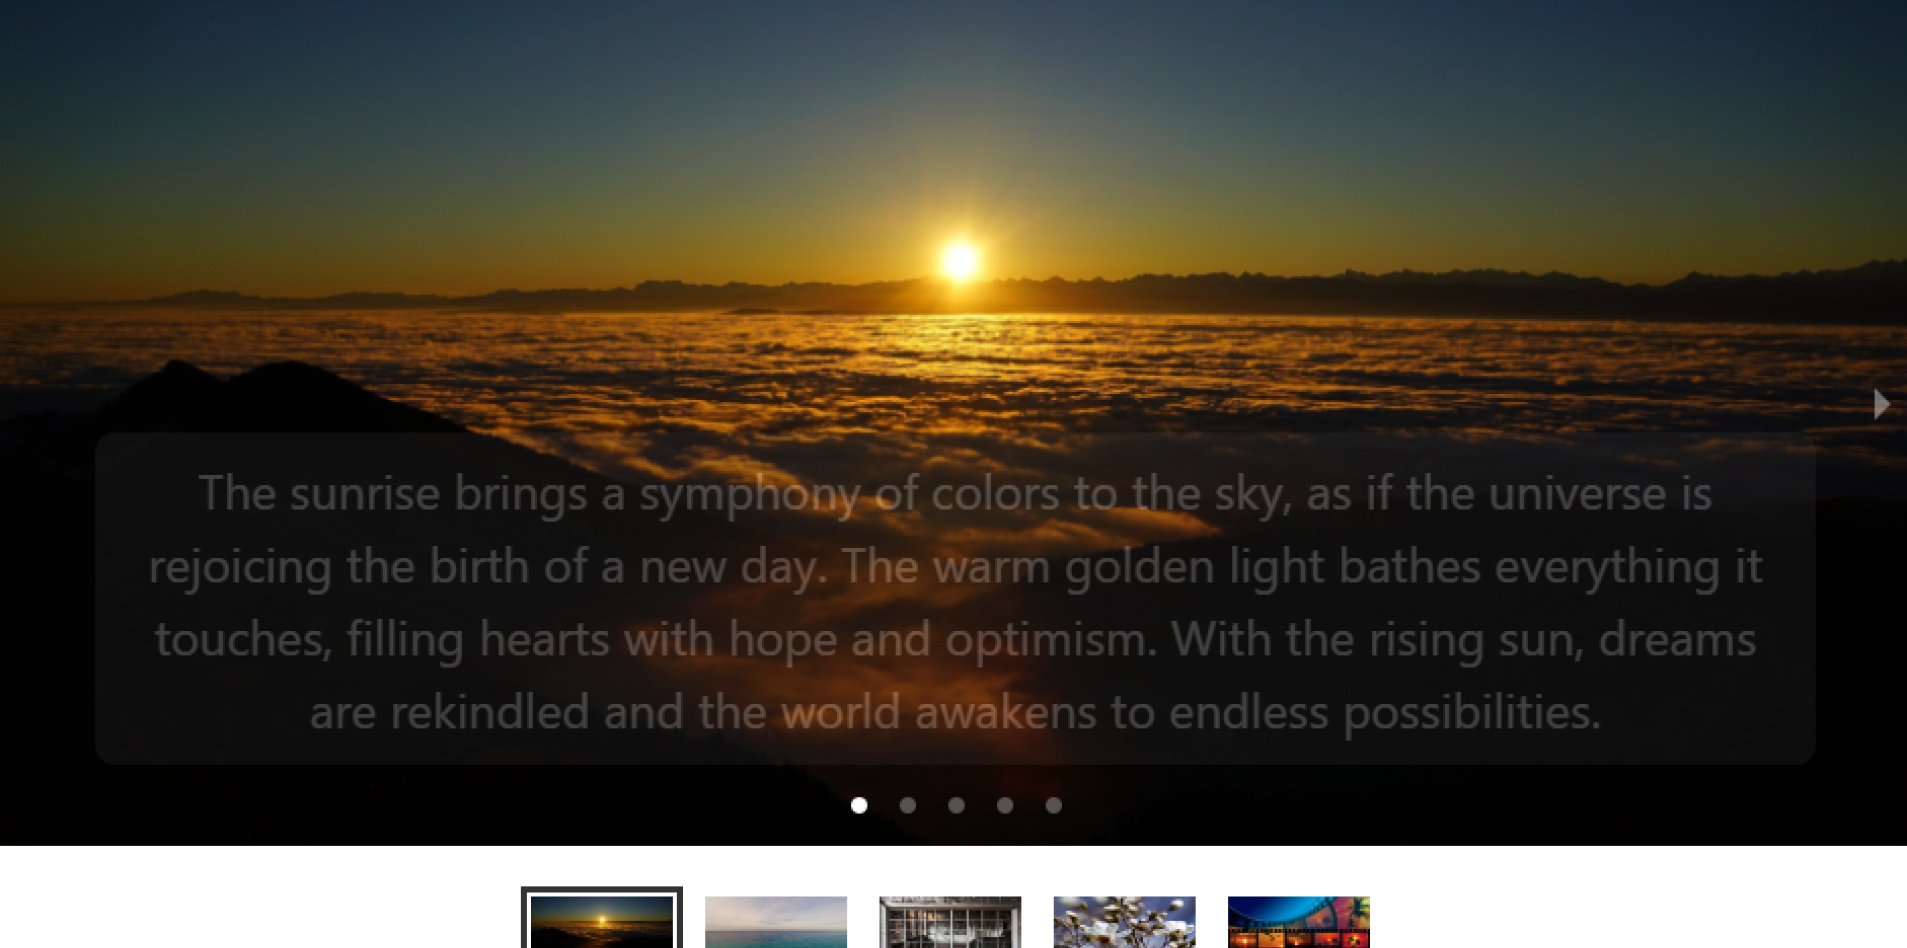 The sunrise brings a symphony of colors to the sky, as if the universe is
rejoicing the birth of a new day. The warm golden light bathes everything it
touches, filling hearts with hope and optimism. With the rising sun, dreams
are rekindled and the world awakens to endless possibilities.